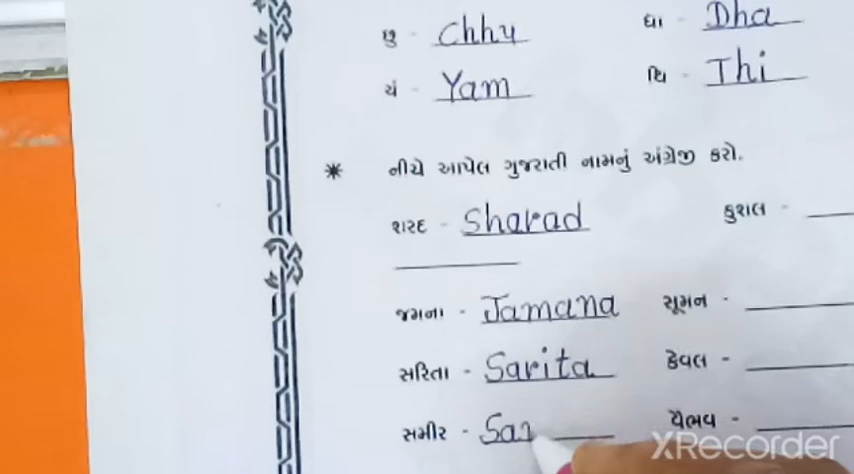 છુ - Chhu ધા - Dha
યં - Yam થિ - Thi
* નીચે આપેલ ગુજરાતી નામનું અંગ્રેજી કરો.
શરદ - Sharad કુશલ -
જમના - Jamana સૂમન -
સરિતા - Sarita કેવલ -
સમીર - Sam વૈભવ -
XRecorder